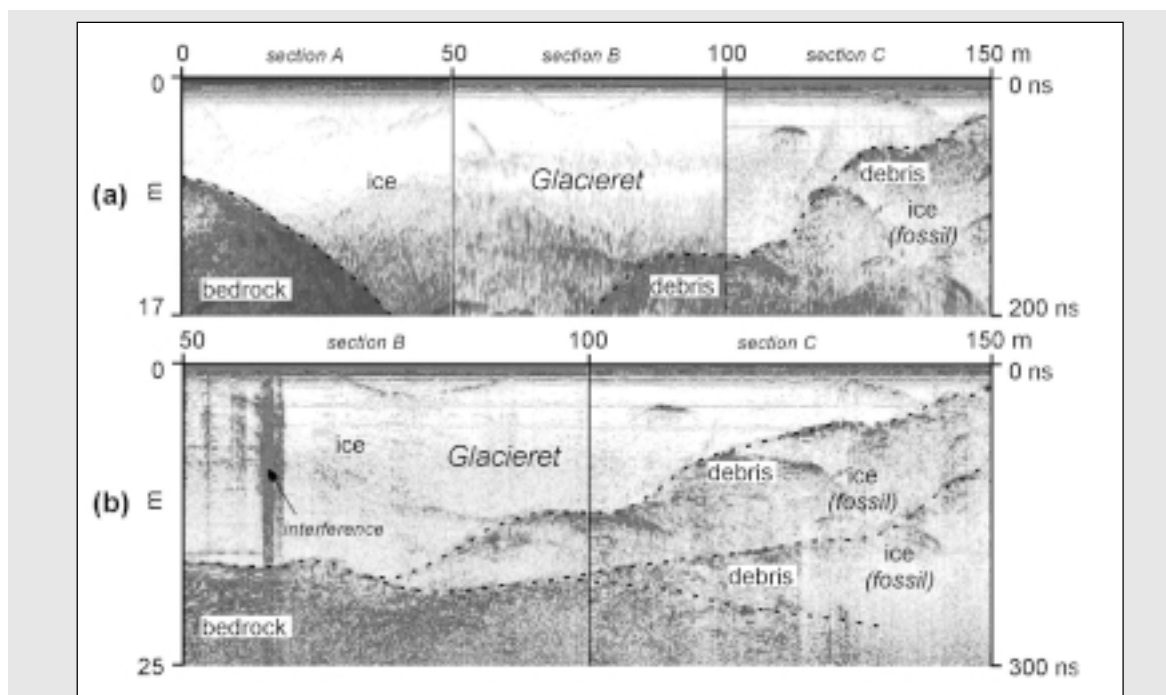 0 section A 50 section B 100 section C 150 m
0 0 ns
ice Glacieret debris
(a) m ice
(fossil)
bedrock debris
17 200 ns
50 section B 100 section C 150 m
0 0 ns
ice Glacieret debris ice
(fossil)
(b) m
interference
debris ice
(fossil)
bedrock
25 300 ns